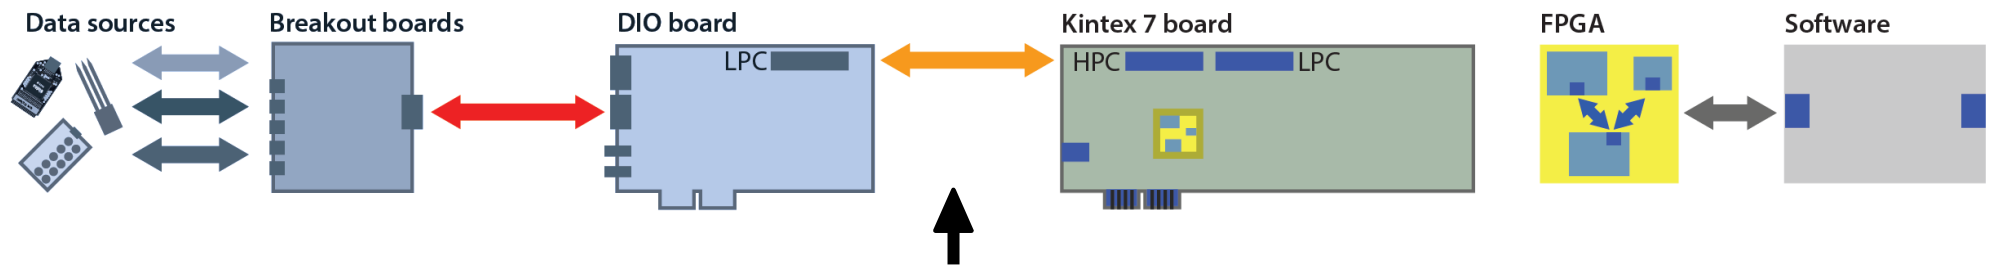 Data sources
Breakout boards
DIO board
Kintex 7 board
FPGA
Software
LPC
HPC
LPC